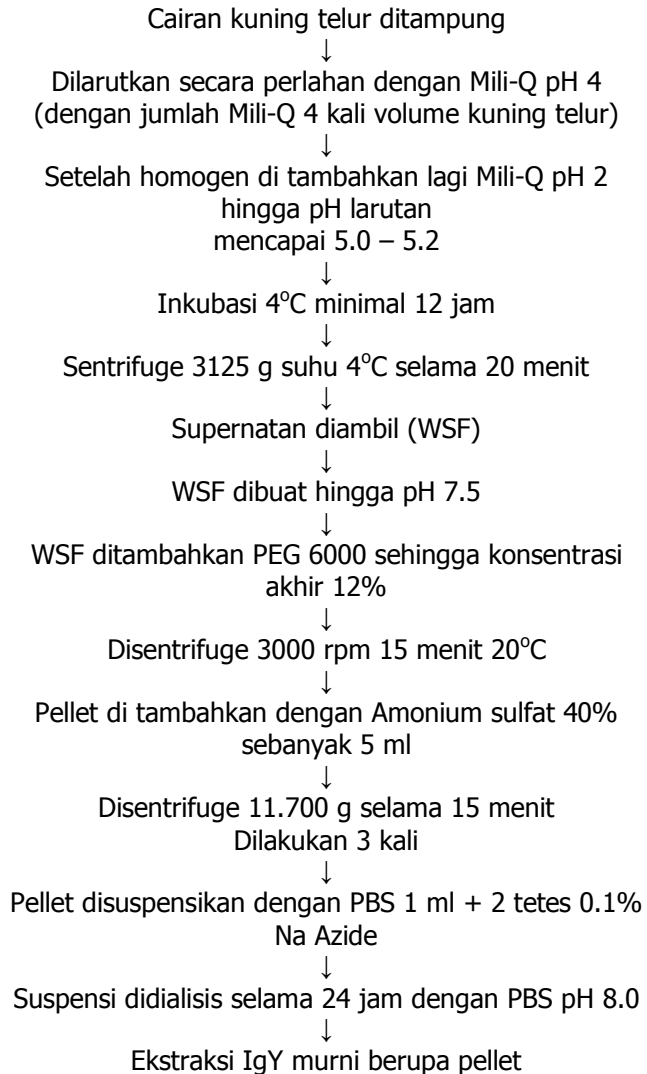 Cairan kuning telur ditampung
↓
Dilarutkan secara perlahan dengan Mili-Q pH 4
(dengan jumlah Mili-Q 4 kali volume kuning telur)
↓
Setelah homogen di tambahkan lagi Mili-Q pH 2
hingga pH larutan
mencapai 5.0 – 5.2
↓
Inkubasi 4°C minimal 12 jam
↓
Sentrifuge 3125 g suhu 4°C selama 20 menit
↓
Supernatan diambil (WSF)
↓
WSF dibuat hingga pH 7.5
↓
WSF ditambahkan PEG 6000 sehingga konsentrasi
akhir 12%
↓
Disentrifuge 3000 rpm 15 menit 20°C
↓
Pellet di tambahkan dengan Amonium sulfat 40%
sebanyak 5 ml
↓
Disentrifuge 11.700 g selama 15 menit
Dilakukan 3 kali
↓
Pellet disuspensikan dengan PBS 1 ml + 2 tetes 0.1%
Na Azide
↓
Suspensi didialisis selama 24 jam dengan PBS pH 8.0
↓
Ekstraksi IgY murni berupa pellet